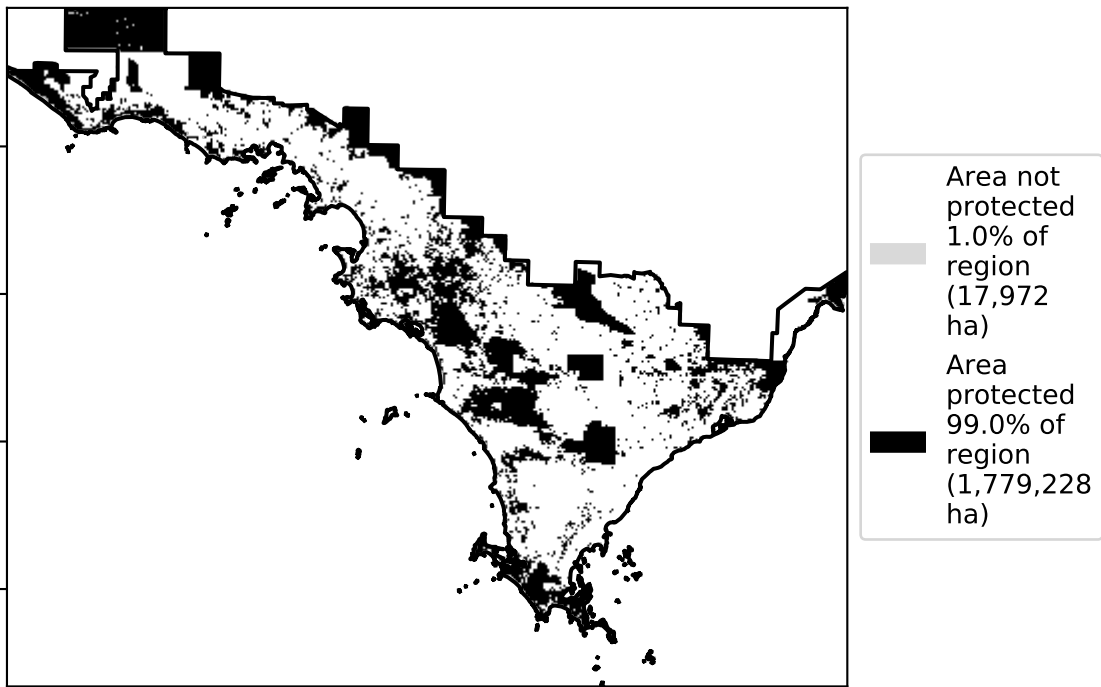 Area not
protected
1.0% of
region
(17,972
ha)
Area
protected
99.0% of
region
(1,779,228
ha)